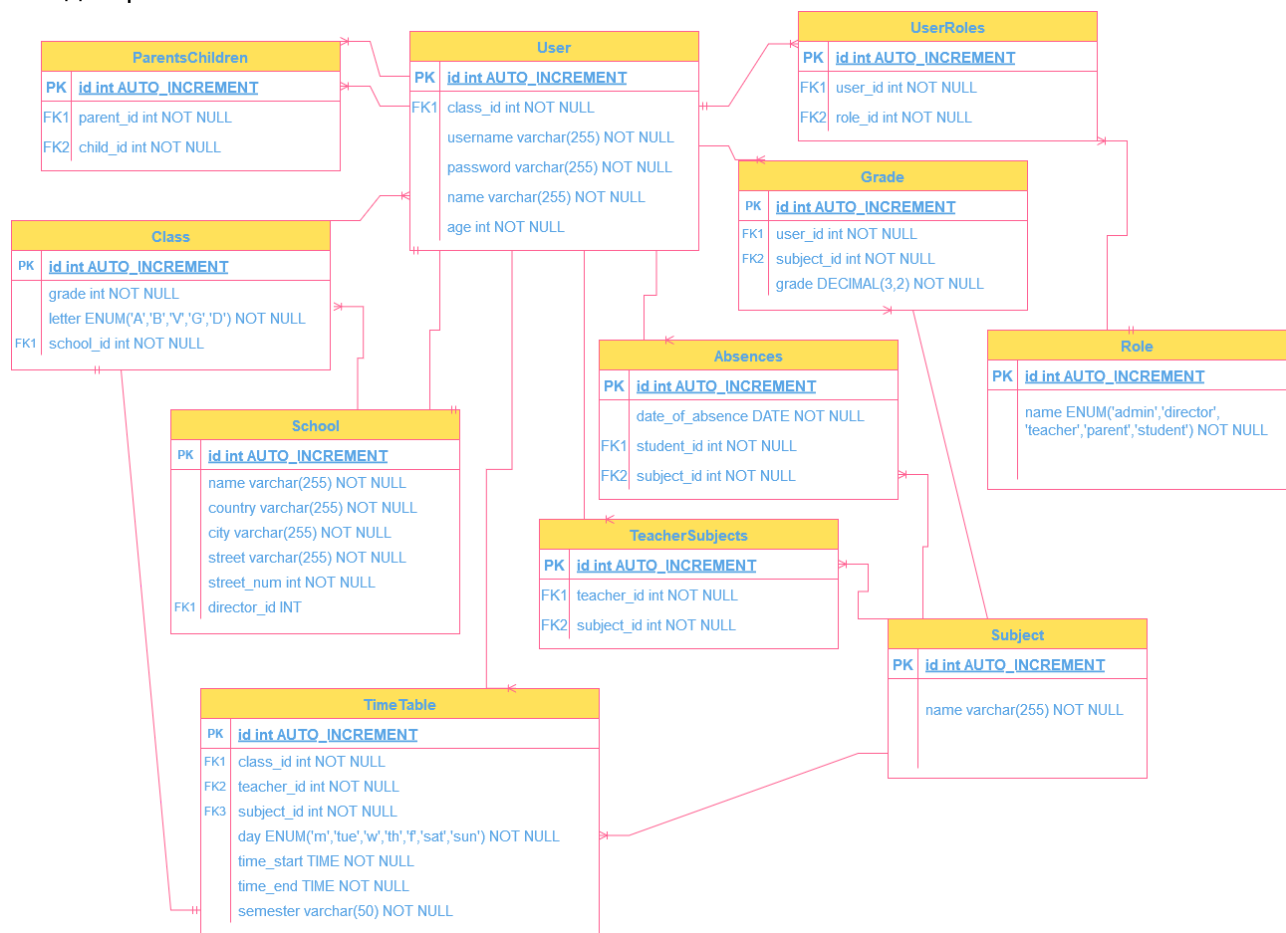 ParentsChildren
PK id int AUTO_INCREMENT
FK1 parent_id int NOT NULL
FK2 child_id int NOT NULL
User
PK id int AUTO_INCREMENT
FK1 class_id int NOT NULL
username varchar(255) NOT NULL
password varchar(255) NOT NULL
name varchar(255) NOT NULL
age int NOT NULL
UserRoles
PK id int AUTO_INCREMENT
FK1 user_id int NOT NULL
FK2 role_id int NOT NULL
Grade
PK id int AUTO_INCREMENT
FK1 user_id int NOT NULL
FK2 subject_id int NOT NULL
grade DECIMAL(3,2) NOT NULL
Class
PK id int AUTO_INCREMENT
grade int NOT NULL
letter ENUM('A','B','V','G','D') NOT NULL
FK1 school_id int NOT NULL
Absences
PK id int AUTO_INCREMENT
date_of_absence DATE NOT NULL
FK1 student_id int NOT NULL
FK2 subject_id int NOT NULL
Role
PK id int AUTO_INCREMENT
name ENUM('admin','director',
'teacher','parent','student') NOT NULL
School
PK id int AUTO_INCREMENT
name varchar(255) NOT NULL
country varchar(255) NOT NULL
city varchar(255) NOT NULL
street varchar(255) NOT NULL
street_num int NOT NULL
FK1 director_id INT
TeacherSubjects
PK id int AUTO_INCREMENT
FK1 teacher_id int NOT NULL
FK2 subject_id int NOT NULL
Subject
PK id int AUTO_INCREMENT
name varchar(255) NOT NULL
TimeTable
PK id int AUTO_INCREMENT
FK1 class_id int NOT NULL
FK2 teacher_id int NOT NULL
FK3 subject_id int NOT NULL
day ENUM('m','tue','w','th','f','sat','sun') NOT NULL
time_start TIME NOT NULL
time_end TIME NOT NULL
semester varchar(50) NOT NULL